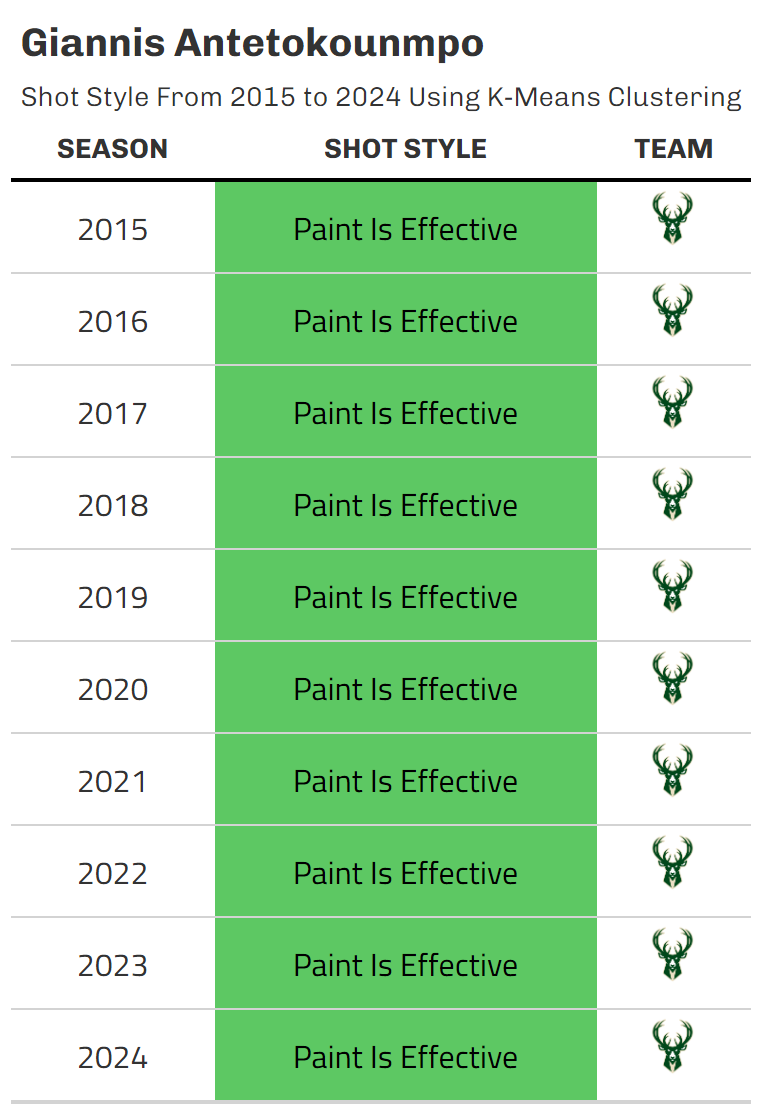 Giannis Antetokounmpo
Shot Style From 2015 to 2024 Using K-Means Clustering
SEASON SHOT STYLE TEAM
2015 Paint Is Effective
2016 Paint Is Effective
2017 Paint Is Effective
2018 Paint Is Effective
2019 Paint Is Effective
2020 Paint Is Effective
2021 Paint Is Effective
2022 Paint Is Effective
2023 Paint Is Effective
2024 Paint Is Effective